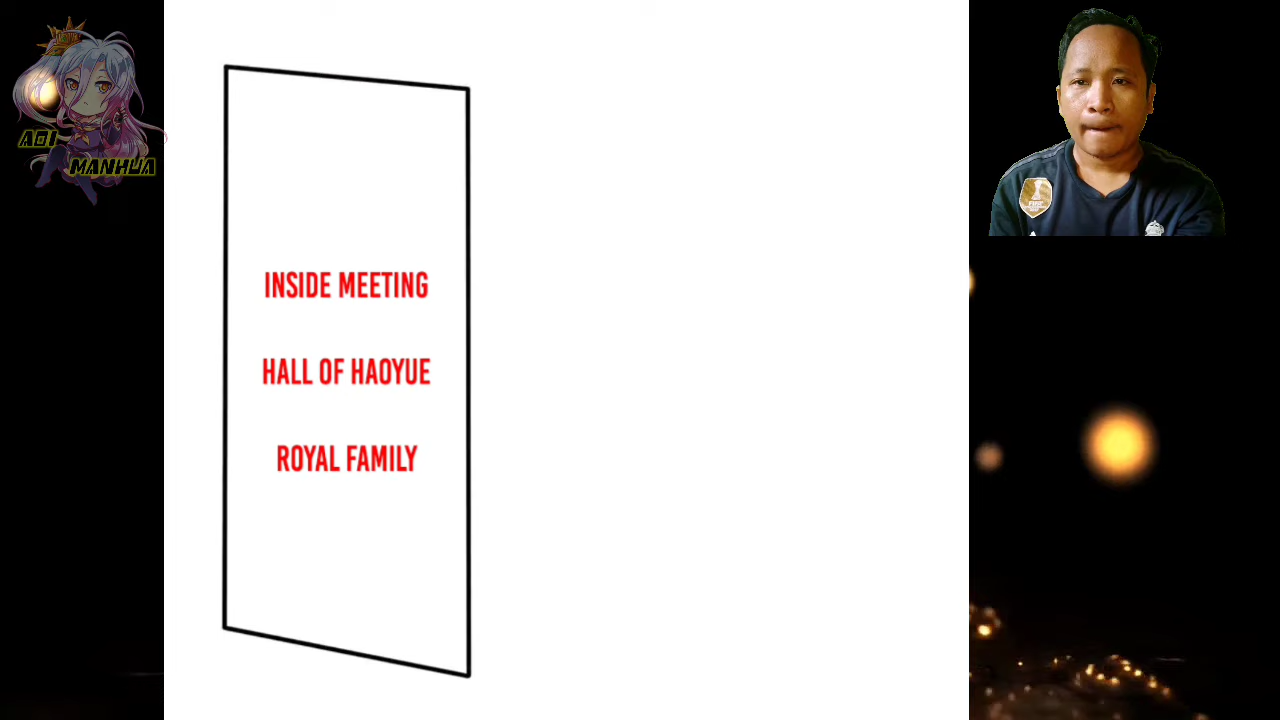 AOI
MANHUA
INSIDE MEETING
HALL OF HAOYUE
ROYAL FAMILY